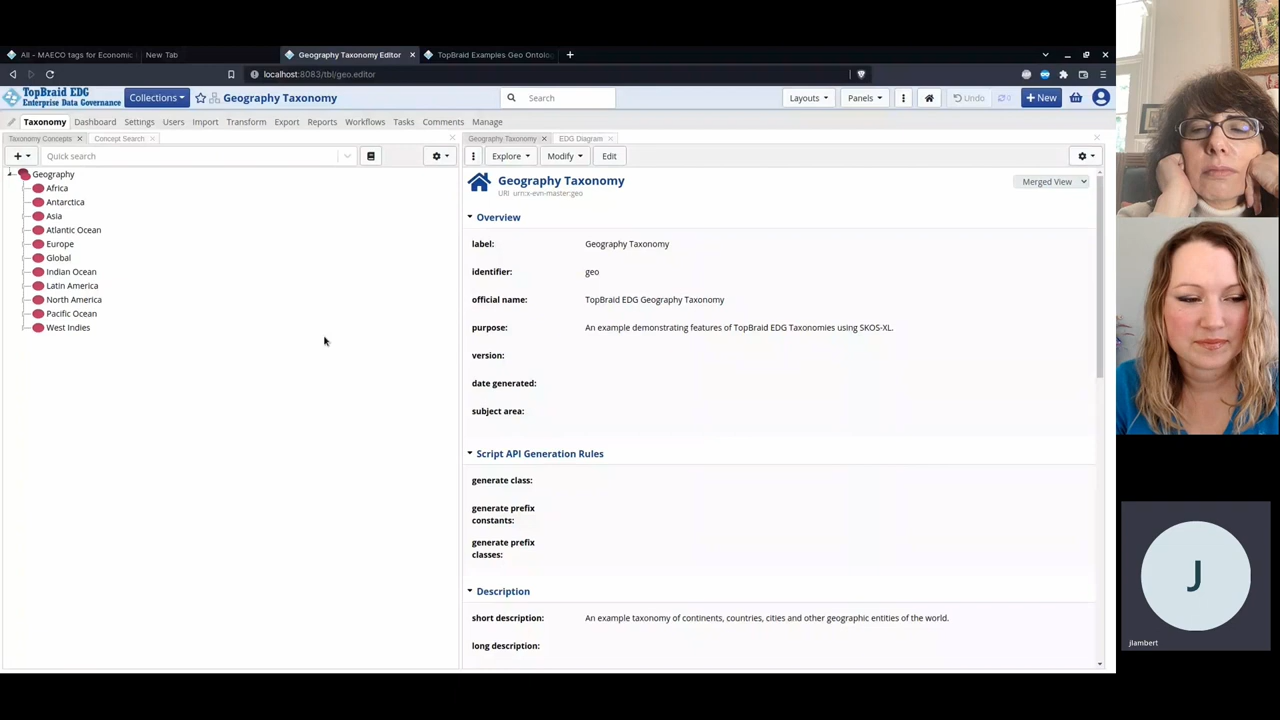 All - MAECO tags for Economic
New Tab
Geography Taxonomy Editor
TopBraid Examples Geo Ontolo
localhost:8083/tbl/geo.editor
TopBraid EDG
Enterprise Data Governance
Collections
Geography Taxonomy
Search
Layouts
Panels
Undo
+ New
Taxonomy Dashboard Settings Users Import Transform Export Reports Workflows Tasks Comments Manage
Taxonomy Concepts
Concept Search
Quick search
Geography
Africa
Antarctica
Asia
Atlantic Ocean
Europe
Global
Indian Ocean
Latin America
North America
Pacific Ocean
West Indies
Geography Taxonomy
EDG Diagram
Explore
Modify
Edit
Geography Taxonomy
URI urn:x-evn-master:geo
Merged View
Overview
label: Geography Taxonomy
identifier: geo
official name: TopBraid EDG Geography Taxonomy
purpose: An example demonstrating features of TopBraid EDG Taxonomies using SKOS-XL.
version:
date generated:
subject area:
Script API Generation Rules
generate class:
generate prefix
constants:
generate prefix
classes:
Description
short description: An example taxonomy of continents, countries, cities and other geographic entities of the world.
long description:
J
jlambert